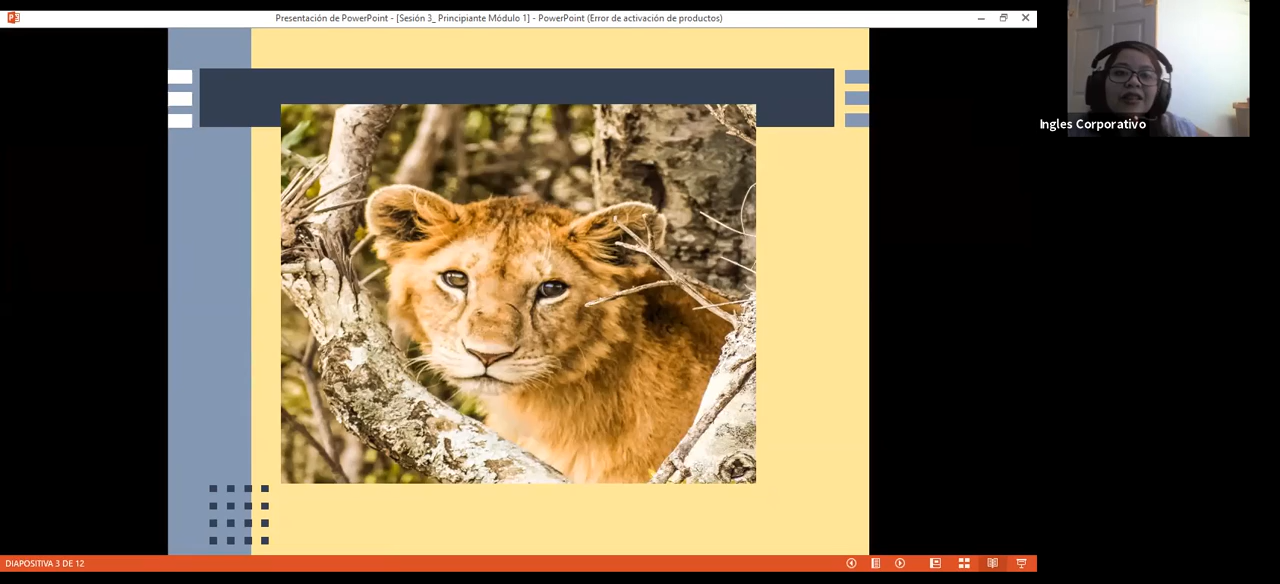 Presentación de PowerPoint - [Sesión 3_ Principiante Módulo 1] - PowerPoint (Error de activación de productos)
Ingles Corporativo
DIAPOSITIVA 3 DE 12